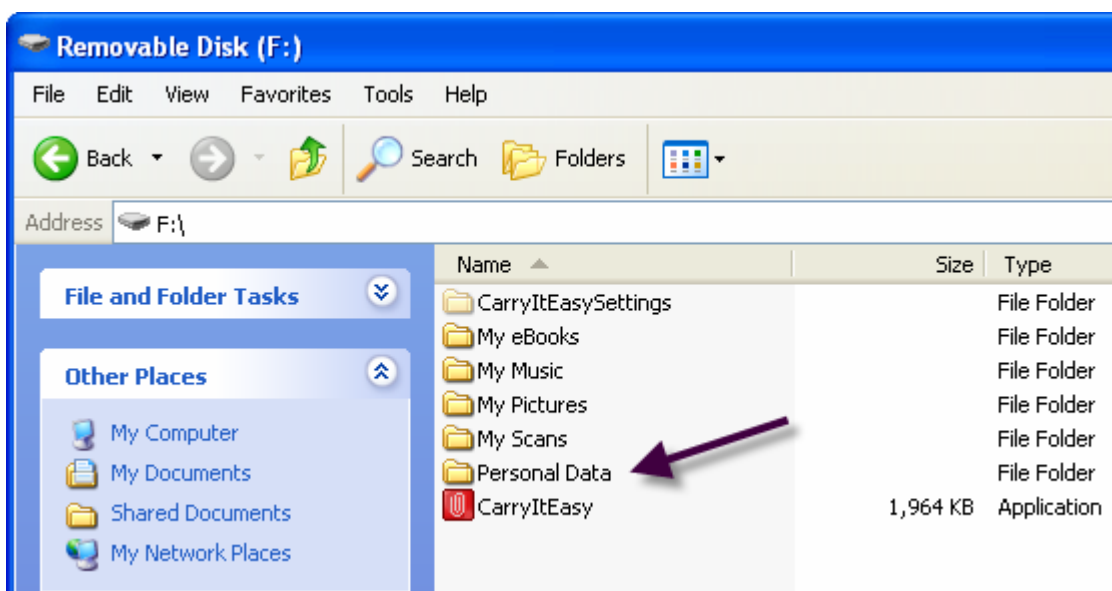 Removable Disk (F:)
File Edit View Favorites Tools Help
Back Search Folders
Address F:\
Name Size Type
File and Folder Tasks
CarryItEasySettings File Folder
My eBooks File Folder
Other Places
My Music File Folder
My Pictures File Folder
My Computer
My Scans File Folder
My Documents
Personal Data File Folder
Shared Documents
CarryItEasy 1,964 KB Application
My Network Places